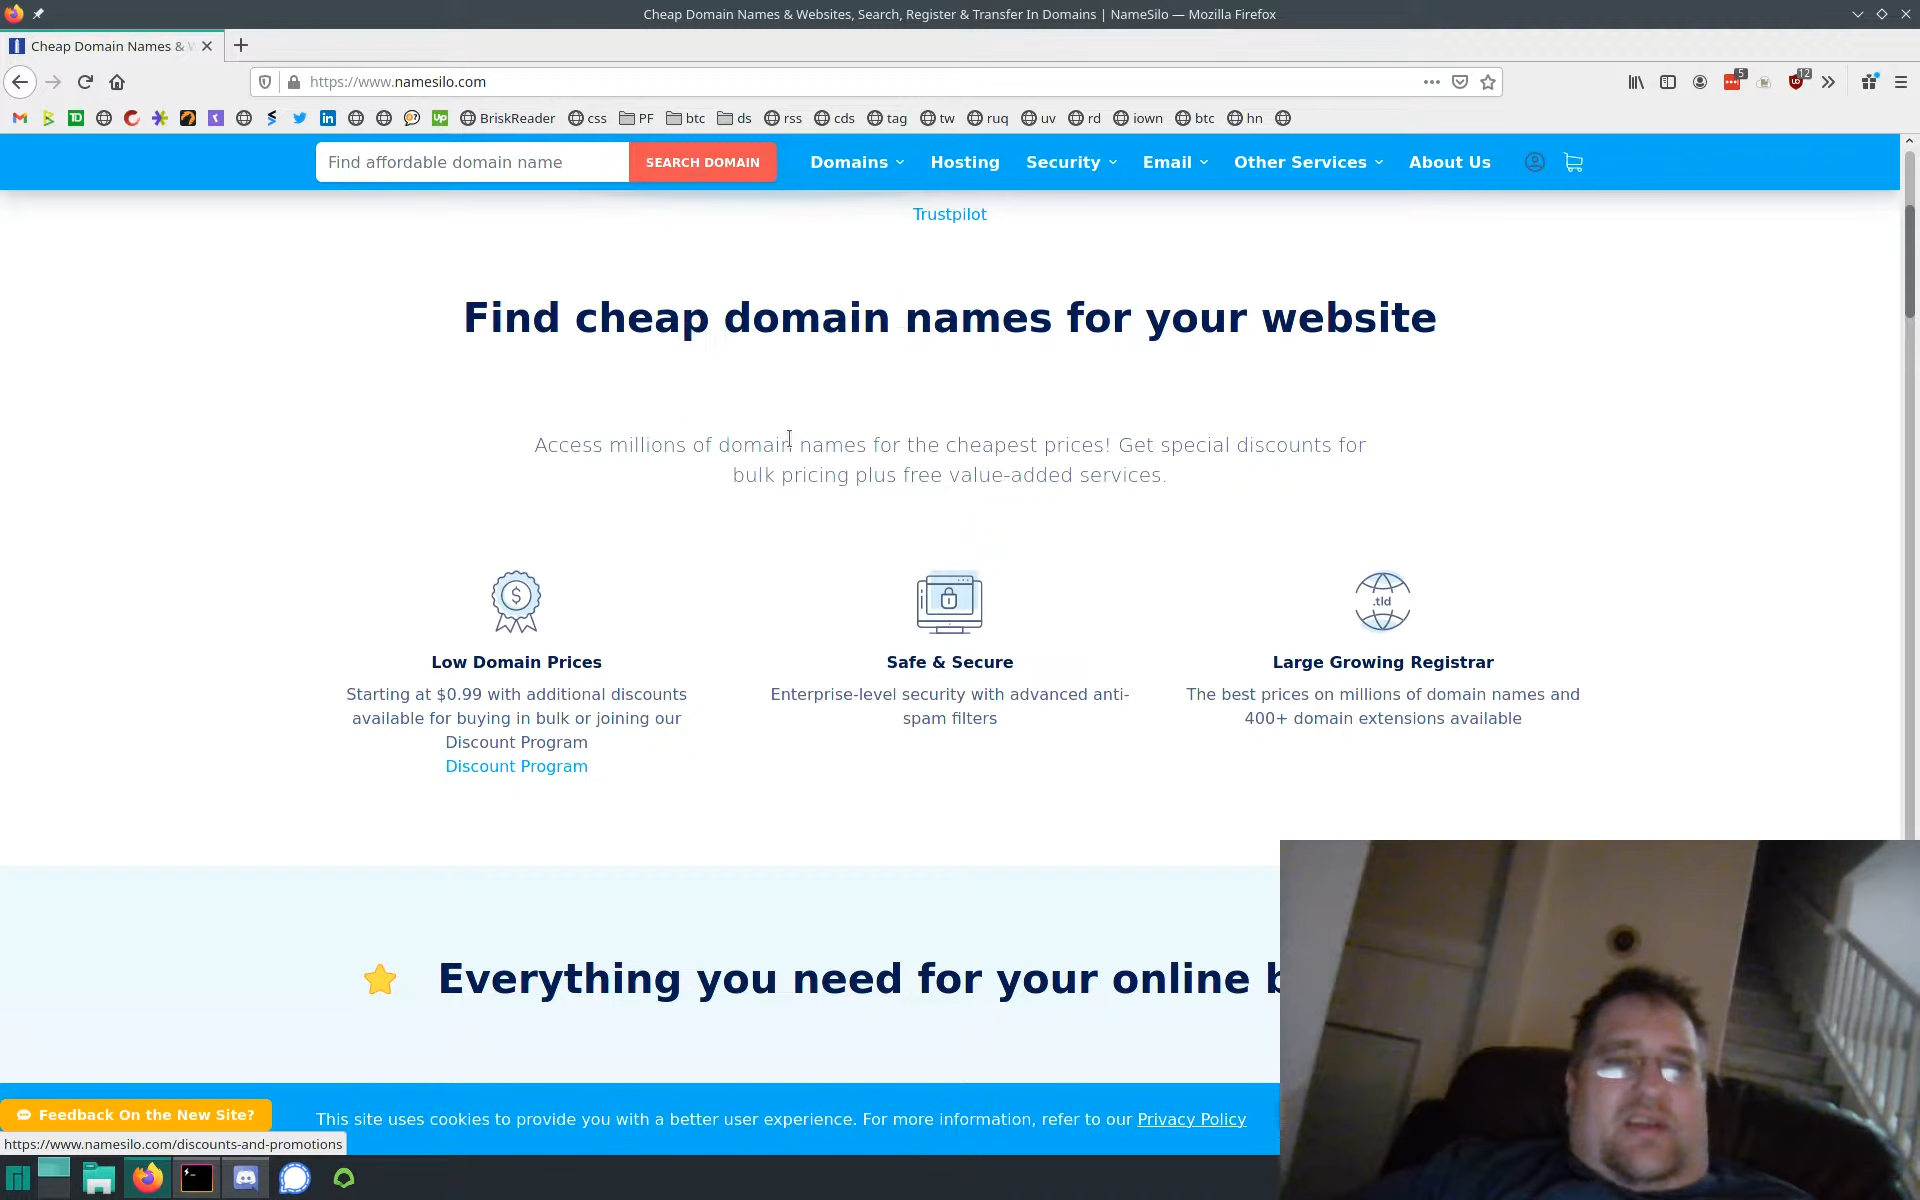 Cheap Domain Names & Websites, Search, Register & Transfer In Domains | NameSilo — Mozilla Firefox
Cheap Domain Names & W
https://www.namesilo.com
5
12
TD
in
up
BriskReader
css
PF
btc
ds
rss
cds
tag
tw
ruq
uv
rd
iown
btc
hn
Find affordable domain name
SEARCH DOMAIN
Domains
Hosting
Security
Email
Other Services
About Us
Trustpilot
Find cheap domain names for your website
Access millions of domain names for the cheapest prices! Get special discounts for
bulk pricing plus free value-added services.
$
.tld
Low Domain Prices
Safe & Secure
Large Growing Registrar
Starting at $0.99 with additional discounts
available for buying in bulk or joining our
Discount Program
Discount Program
Enterprise-level security with advanced anti-
spam filters
The best prices on millions of domain names and
400+ domain extensions available
Everything you need for your online b
Feedback On the New Site?
This site uses cookies to provide you with a better user experience. For more information, refer to our Privacy Policy
https://www.namesilo.com/discounts-and-promotions